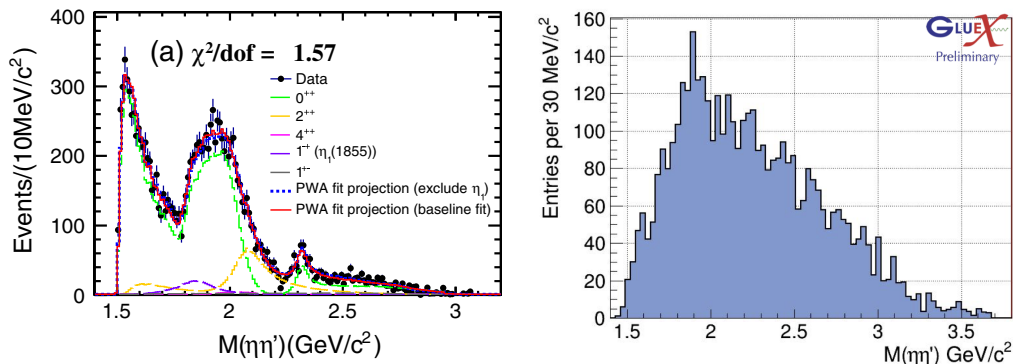 (a) χ²/dof = 1.57
Data
0⁺⁺
2⁺⁺
4⁺⁺
1⁻⁺ (η₁(1855))
1⁺⁻
PWA fit projection (exclude η₁)
PWA fit projection (baseline fit)
Events/(10MeV/c²)
400
300
200
100
0
1.5
2
2.5
3
M(ηη′)(GeV/c²)
GLUEX
Preliminary
Entries per 30 MeV/c²
160
140
120
100
80
60
40
20
0
1.5
2
2.5
3
3.5
M(ηη′) GeV/c²